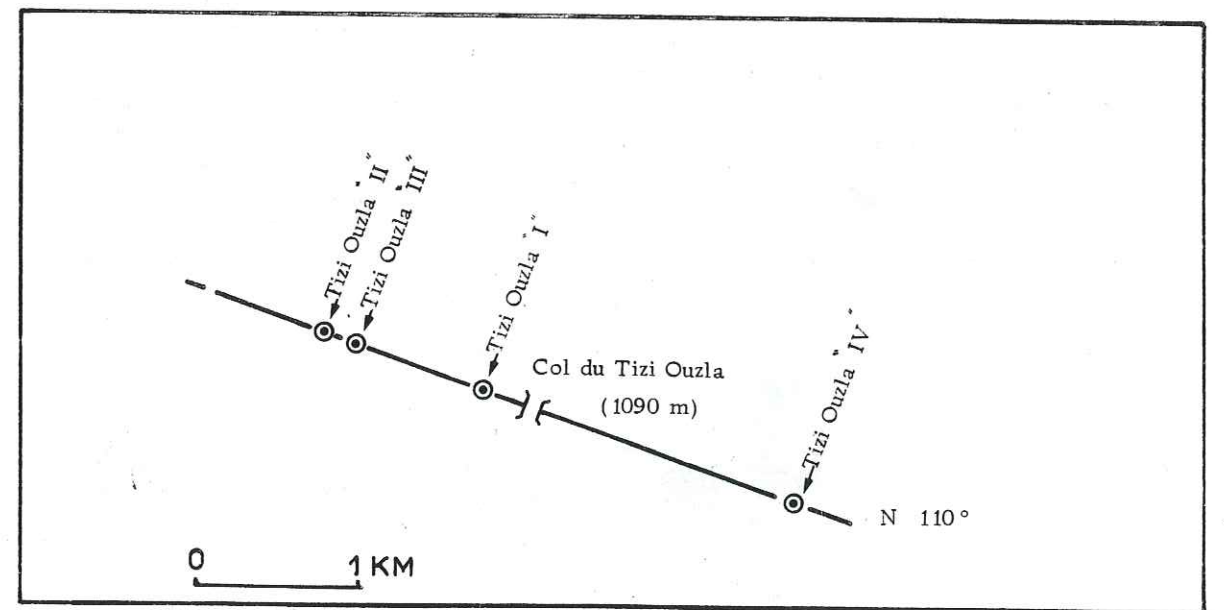 Tizi Ouzla "II"
Tizi Ouzla "III"
Tizi Ouzla "I"
Tizi Ouzla "IV"
Col du Tizi Ouzla
(1090 m)
N 110°
0 1 KM